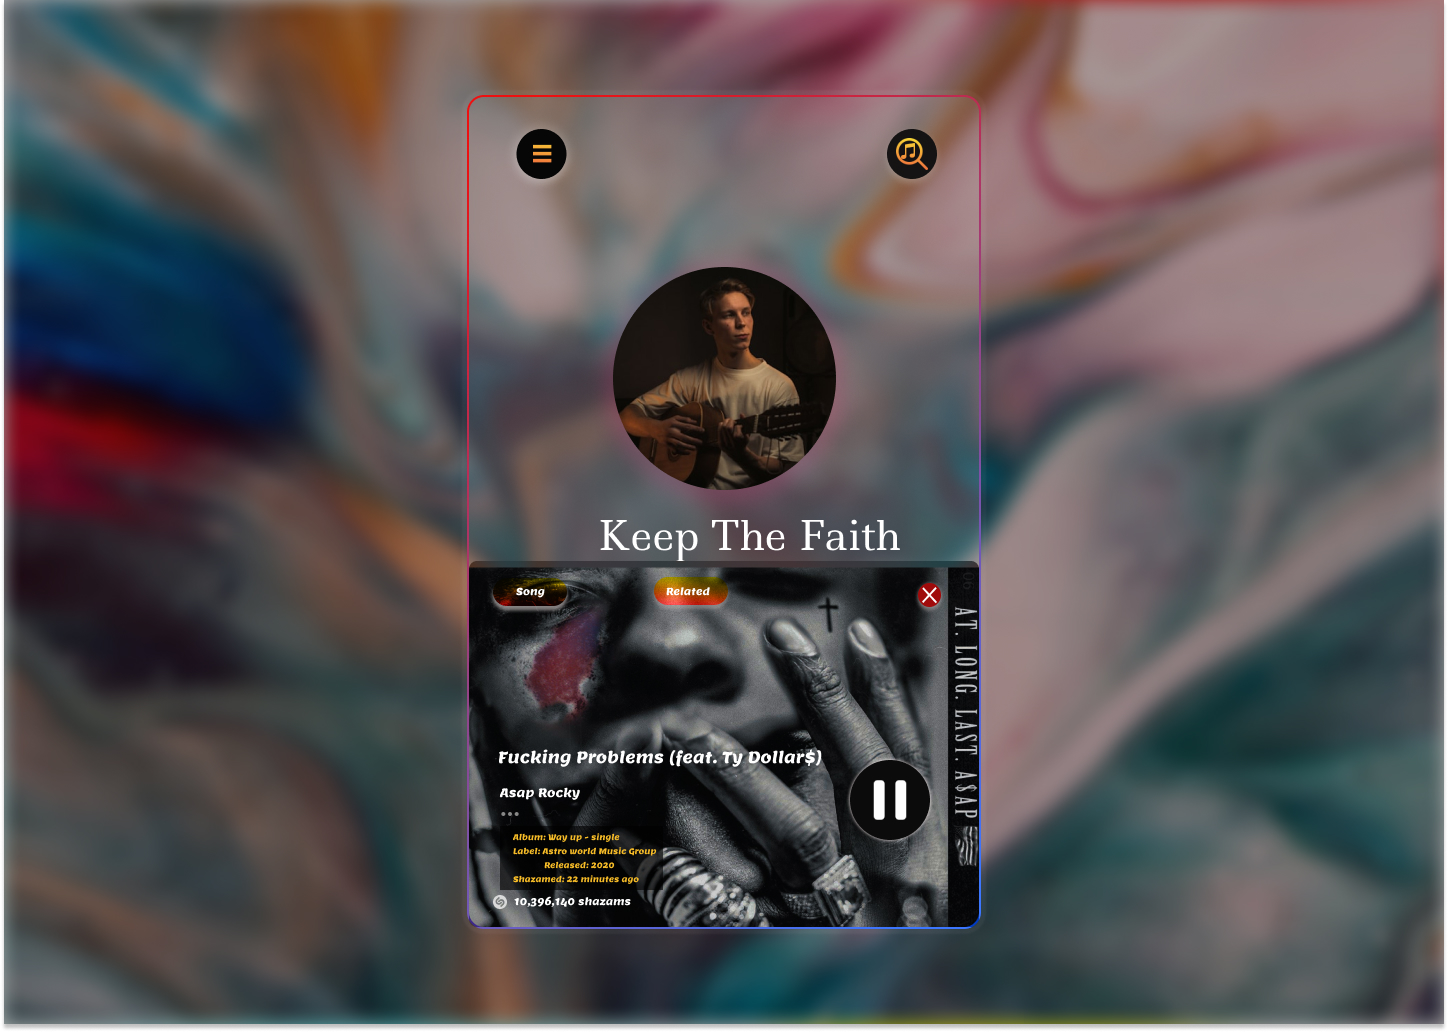 Keep The Faith
Song
Related
Fucking Problems (feat. Ty Dollar$)
Asap Rocky
Album: Way up - single
Label: Astro world Music Group
Released: 2020
Shazamed: 22 minutes ago
10,396,140 shazams
AT. LONG. LAST. A$AP